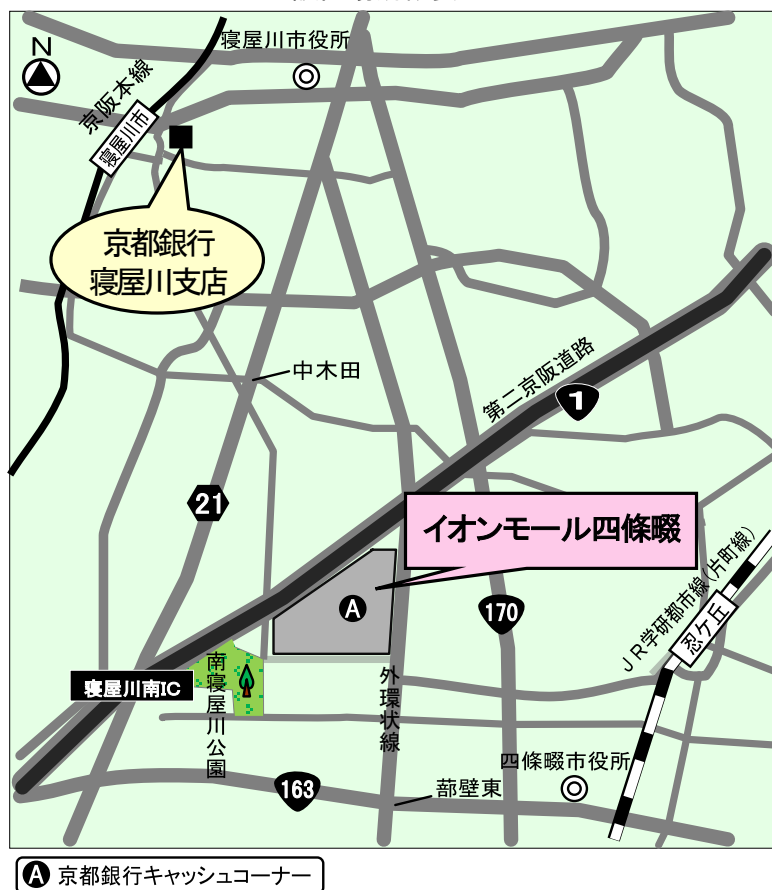 N
寝屋川市役所
京阪本線
寝屋川市
京都銀行
寝屋川支店
中木田
第二京阪道路
1
21
イオンモール四條畷
A
170
JR学研都市線(片町線)
忍ケ丘
寝屋川南IC
南寝屋川公園
外環状線
四條畷市役所
163
蔀壁東
A 京都銀行キャッシュコーナー